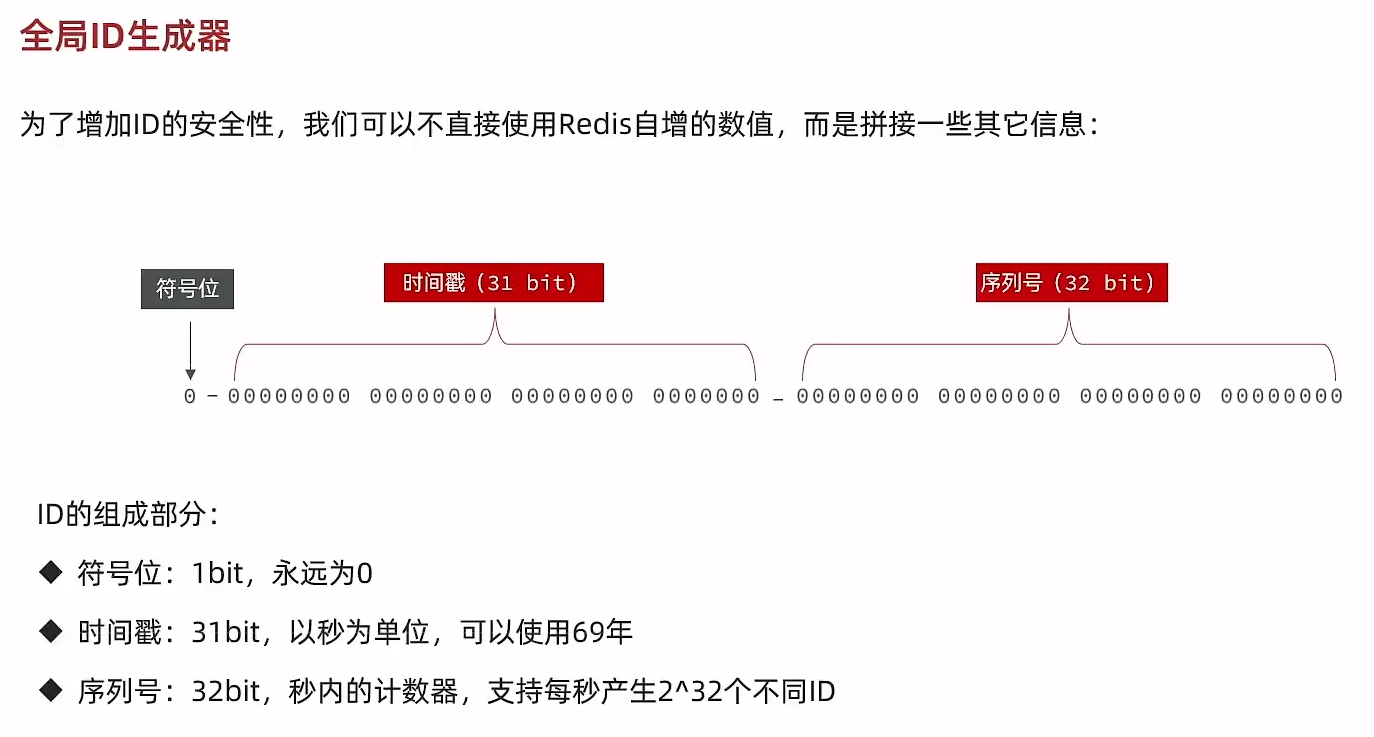 全局ID生成器
为了增加ID的安全性，我们可以不直接使用Redis自增的数值，而是拼接一些其它信息：
符号位
时间戳（31 bit）
序列号（32 bit）
0 - 00000000 00000000 00000000 0000000 - 00000000 00000000 00000000 00000000
ID的组成部分：
◆ 符号位：1bit，永远为0
◆ 时间戳：31bit，以秒为单位，可以使用69年
◆ 序列号：32bit，秒内的计数器，支持每秒产生2^32个不同ID